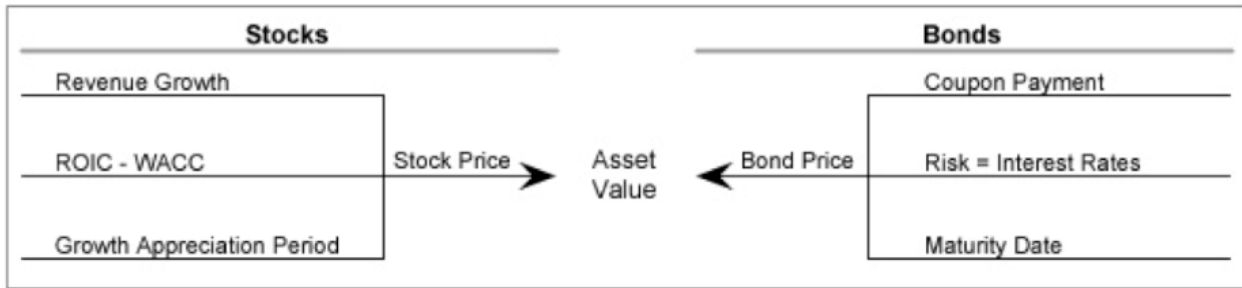 Stocks
Bonds
Revenue Growth
Coupon Payment
ROIC - WACC
Stock Price
Asset
Value
Bond Price
Risk = Interest Rates
Growth Appreciation Period
Maturity Date